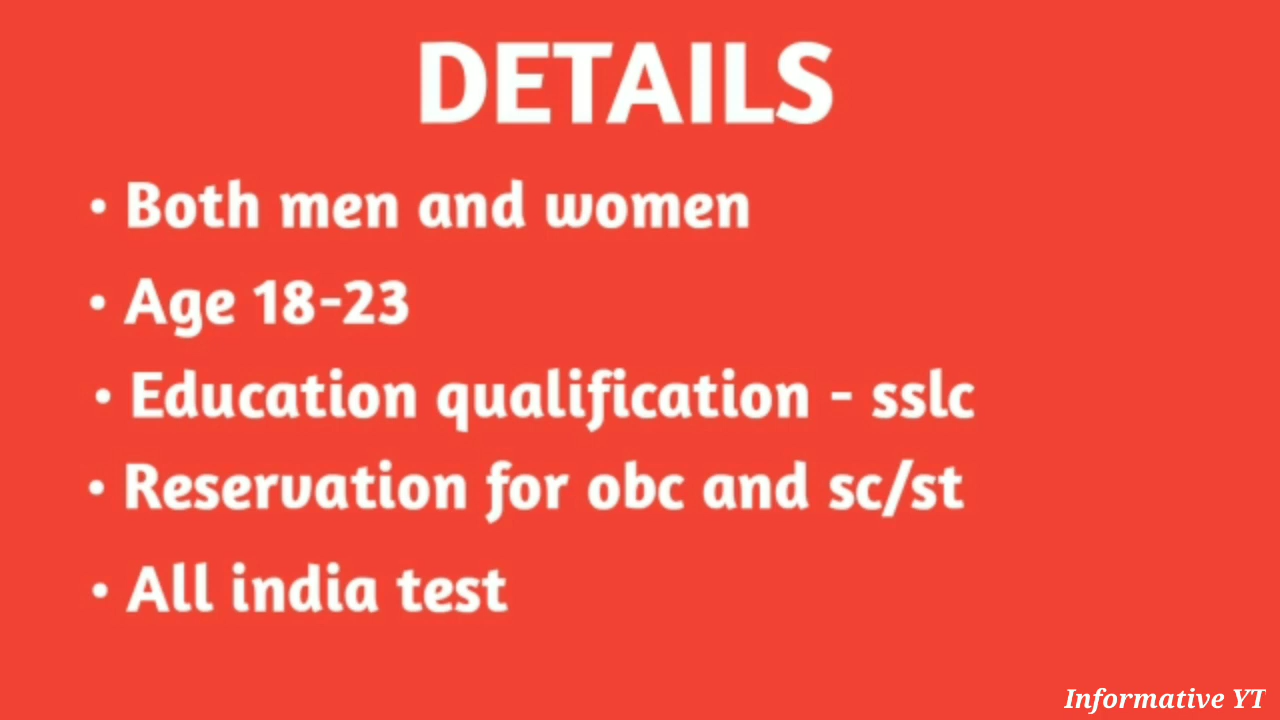 DETAILS
• Both men and women
• Age 18-23
• Education qualification - sslc
• Reservation for obc and sc/st
• All india test
Informative YT